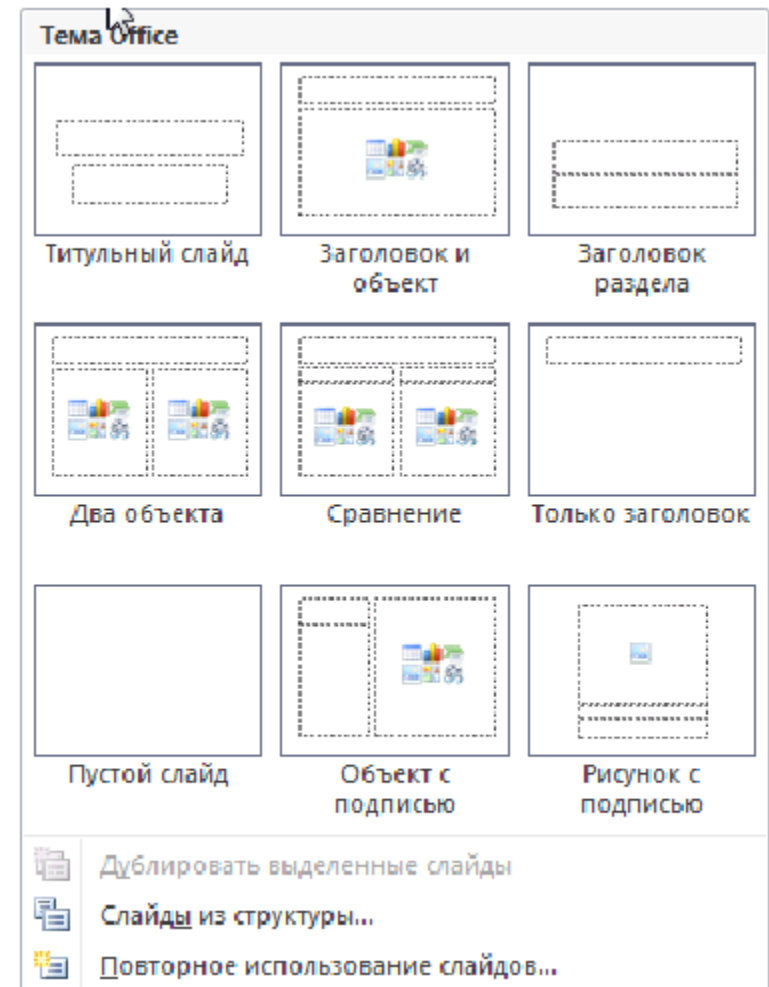 Тема Office
Титульный слайд
Заголовок и
объект
Заголовок
раздела
Два объекта
Сравнение
Только заголовок
Пустой слайд
Объект с
подписью
Рисунок с
подписью
Дублировать выделенные слайды
Слайды из структуры...
Повторное использование слайдов...